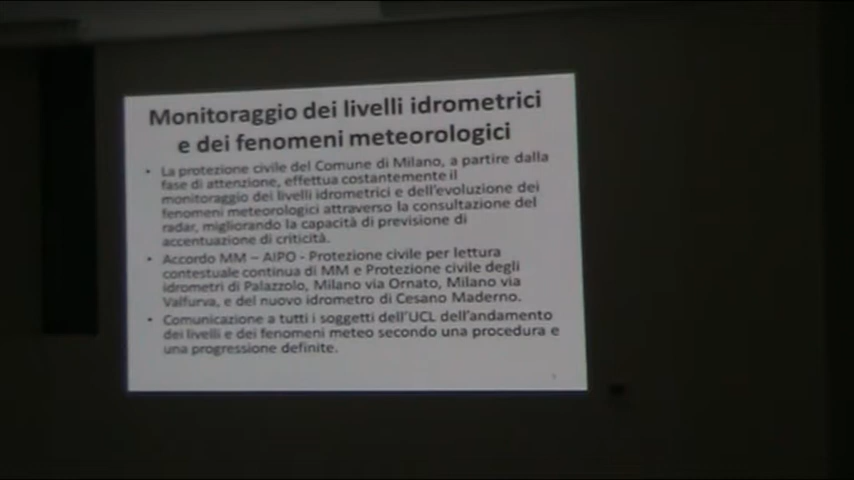 Monitoraggio dei livelli idrometrici
e dei fenomeni meteorologici
• La protezione civile del Comune di Milano, a partire dalla
fase di attenzione, effettua costantemente il
monitoraggio dei livelli idrometrici e dell'evoluzione dei
fenomeni meteorologici attraverso la consultazione del
radar, migliorando la capacità di previsione di
accentuazione di criticità.
• Accordo MM – AIPO - Protezione civile per lettura
contestuale continua di MM e Protezione civile degli
idrometri di Palazzolo, Milano via Ornato, Milano via
Valfurva, e del nuovo idrometro di Cesano Maderno.
• Comunicazione a tutti i soggetti dell'UCL dell'andamento
dei livelli e dei fenomeni meteo secondo una procedura e
una progressione definite.